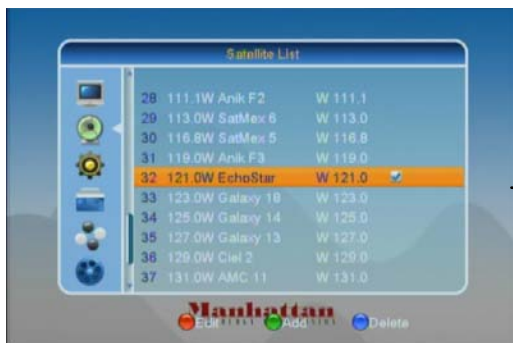 Satellite List
28 111.1W Anik F2 W 111.1
29 113.0W SatMex 6 W 113.0
30 116.8W SatMex 5 W 116.8
31 119.0W Anik F3 W 119.0
32 121.0W EchoStar W 121.0
33 123.0W Galaxy 18 W 123.0
34 125.0W Galaxy 14 W 125.0
35 127.0W Galaxy 13 W 127.0
36 129.0W Ciel 2 W 129.0
37 131.0W AMC 11 W 131.0
Manhattan
Edit Add Delete